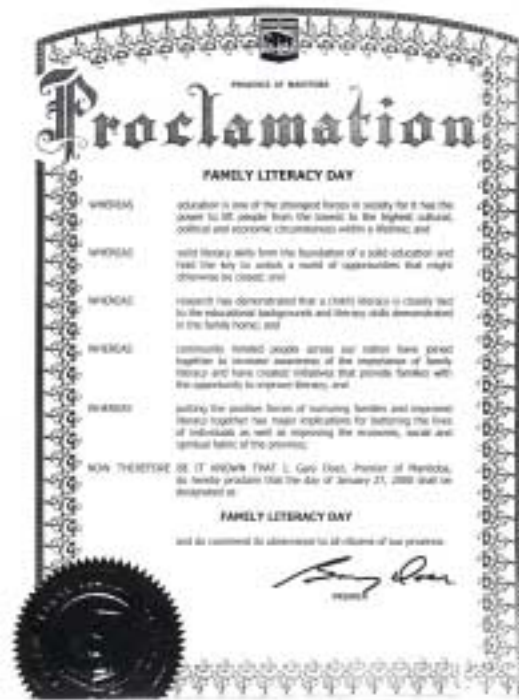 PROVINCE OF MANITOBA
Proclamation
FAMILY LITERACY DAY
WHEREAS education is one of the strongest forces in society for it has the
power to lift people from the lowest to the highest cultural,
political and economic circumstances within a lifetime; and
WHEREAS solid literacy skills form the foundation of a solid education and
hold the key to unlock a world of opportunities that might
otherwise be closed; and
WHEREAS research has demonstrated that a child's literacy is closely tied
to the educational backgrounds and literacy skills demonstrated
in the family home; and
WHEREAS community minded people across our nation have joined
together to increase awareness of the importance of family
literacy and have created initiatives that provide families with
the opportunity to improve literacy; and
WHEREAS putting the positive forces of nurturing families and improved
literacy together has major implications for bettering the lives
of individuals as well as improving the economic, social and
spiritual fabric of the province;
NOW THEREFORE BE IT KNOWN THAT I, Gary Doer, Premier of Manitoba,
do hereby proclaim that the day of January 27, 2000 shall be
designated as
FAMILY LITERACY DAY
and do commend its observance to all citizens of our province.
Gary Doer
PREMIER